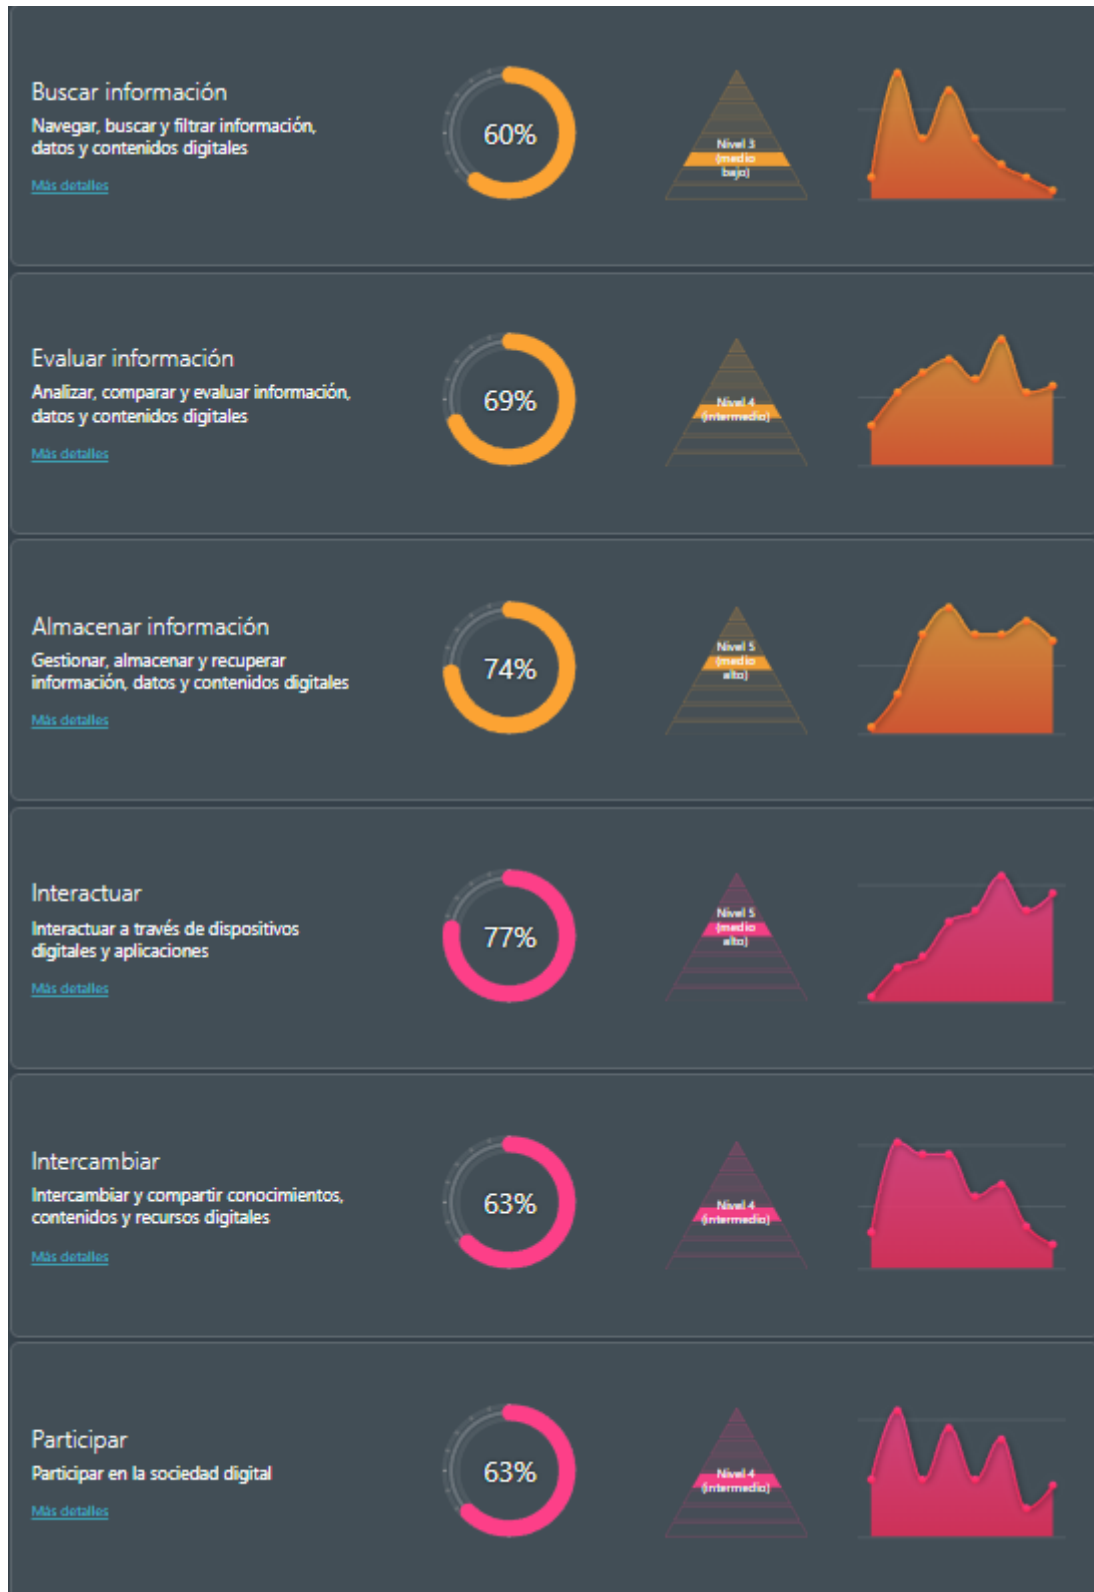 Buscar información
Navegar, buscar y filtrar información,
datos y contenidos digitales
Más detalles
60%
Nivel 3
(medio
bajo)
Evaluar información
Analizar, comparar y evaluar información,
datos y contenidos digitales
Más detalles
69%
Nivel 4
(intermedio)
Almacenar información
Gestionar, almacenar y recuperar
información, datos y contenidos digitales
Más detalles
74%
Nivel 5
(medio
alto)
Interactuar
Interactuar a través de dispositivos
digitales y aplicaciones
Más detalles
77%
Nivel 5
(medio
alto)
Intercambiar
Intercambiar y compartir conocimientos,
contenidos y recursos digitales
Más detalles
63%
Nivel 4
(intermedio)
Participar
Participar en la sociedad digital
Más detalles
63%
Nivel 4
(intermedio)